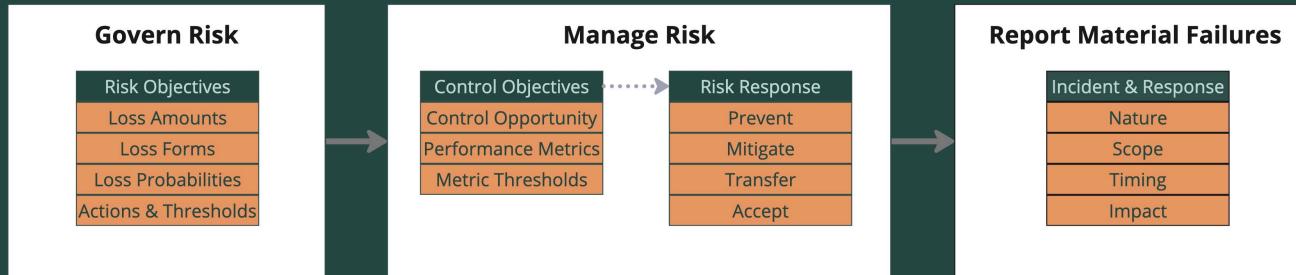 Govern Risk
Risk Objectives
Loss Amounts
Loss Forms
Loss Probabilities
Actions & Thresholds
Manage Risk
Control Objectives
Control Opportunity
Performance Metrics
Metric Thresholds
Risk Response
Prevent
Mitigate
Transfer
Accept
Report Material Failures
Incident & Response
Nature
Scope
Timing
Impact